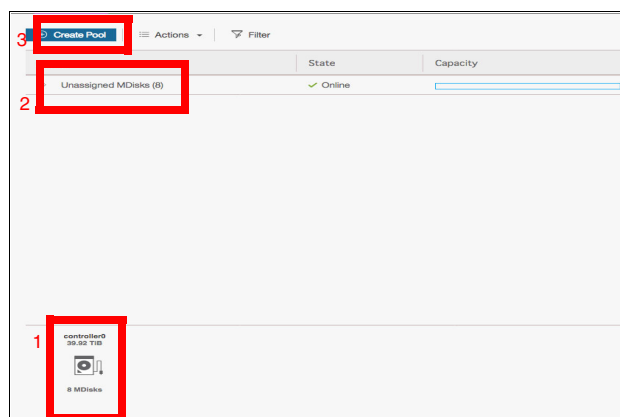 3 Create Pool Actions Filter
State Capacity
Unassigned MDisks (8) Online
2
1
controller0
39.92 TiB
8 MDisks